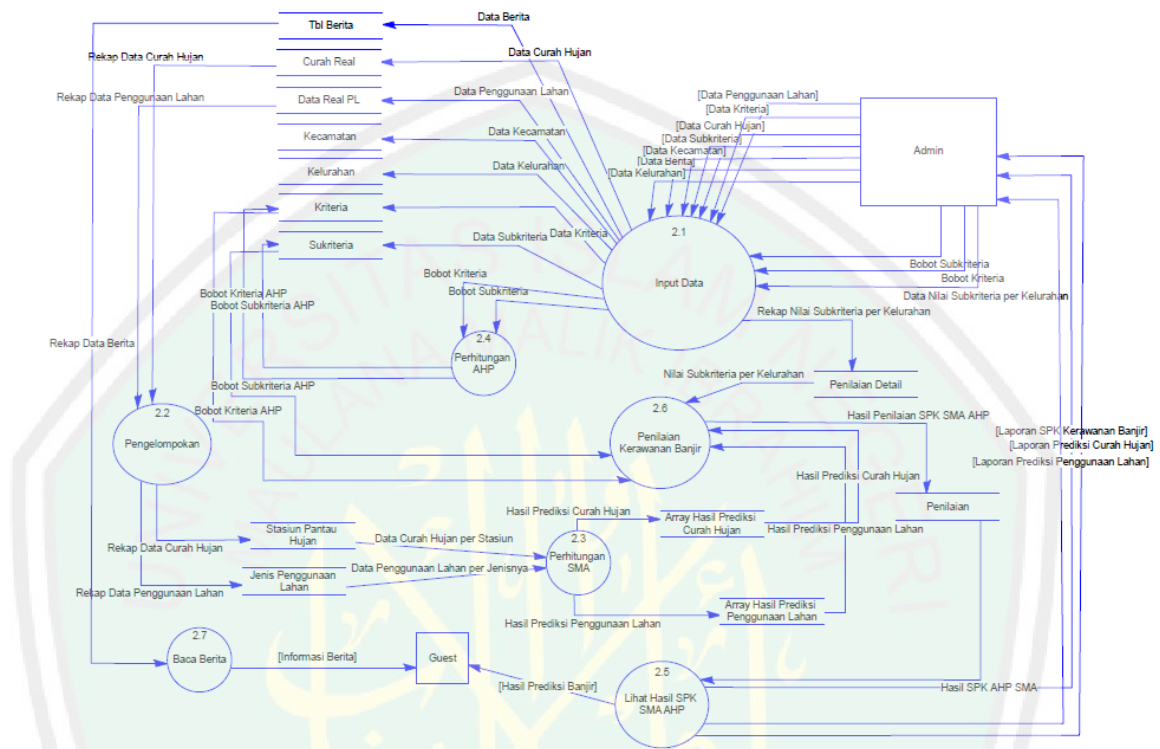 Tbl Berita
Data Berita
Rekap Data Curah Hujan
Curah Real
Data Curah Hujan
Rekap Data Penggunaan Lahan
Data Real PL
Data Penggunaan Lahan
Kecamatan
Data Kecamatan
Kelurahan
Data Kelurahan
Kriteria
Data Kriteria
Sukriteria
Data Subkriteria
[Data Penggunaan Lahan]
[Data Kriteria]
[Data Curah Hujan]
[Data Subkriteria]
[Data Kecamatan]
[Data Berita]
[Data Kelurahan]
Admin
2.1
Input Data
Bobot Subkriteria
Bobot Kriteria
Data Nilai Subkriteria per Kelurahan
Bobot Kriteria
Bobot Subkriteria
Bobot Kriteria AHP
Bobot Subkriteria AHP
Rekap Nilai Subkriteria per Kelurahan
2.4
Perhitungan
AHP
Rekap Data Berita
Bobot Subkriteria AHP
Bobot Kriteria AHP
Nilai Subkriteria per Kelurahan
Penilaian Detail
2.2
Pengelompokan
2.6
Penilaian
Kerawanan Banjir
Hasil Penilaian SPK SMA AHP
[Laporan SPK Kerawanan Banjir]
[Laporan Prediksi Curah Hujan]
[Laporan Prediksi Penggunaan Lahan]
Hasil Prediksi Curah Hujan
Penilaian
Hasil Prediksi Curah Hujan
Array Hasil Prediksi
Curah Hujan
Hasil Prediksi Penggunaan Lahan
Stasiun Pantau
Hujan
Rekap Data Curah Hujan
Data Curah Hujan per Stasiun
2.3
Perhitungan
SMA
Jenis Penggunaan
Lahan
Rekap Data Penggunaan Lahan
Data Penggunaan Lahan per Jenisnya
Array Hasil Prediksi
Penggunaan Lahan
Hasil Prediksi Penggunaan Lahan
2.7
Baca Berita
[Informasi Berita]
Guest
[Hasil Prediksi Banjir]
2.5
Lihat Hasil SPK
SMA AHP
Hasil SPK AHP SMA